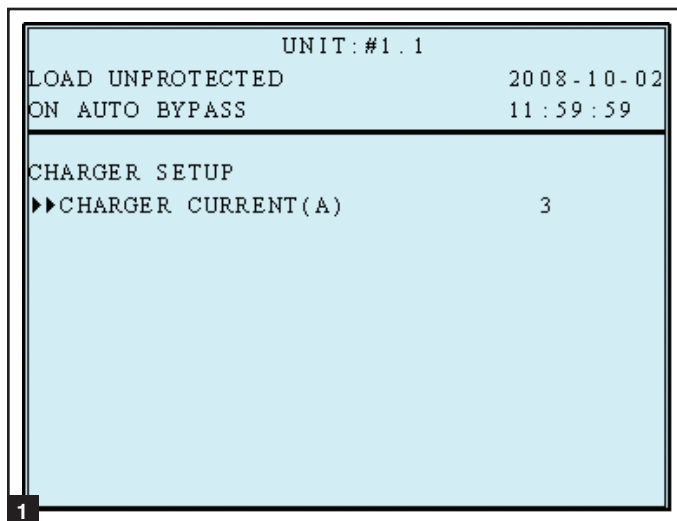 UNIT:#1.1
LOAD UNPROTECTED 2008-10-02
ON AUTO BYPASS 11:59:59
CHARGER SETUP
▶▶CHARGER CURRENT(A) 3
1